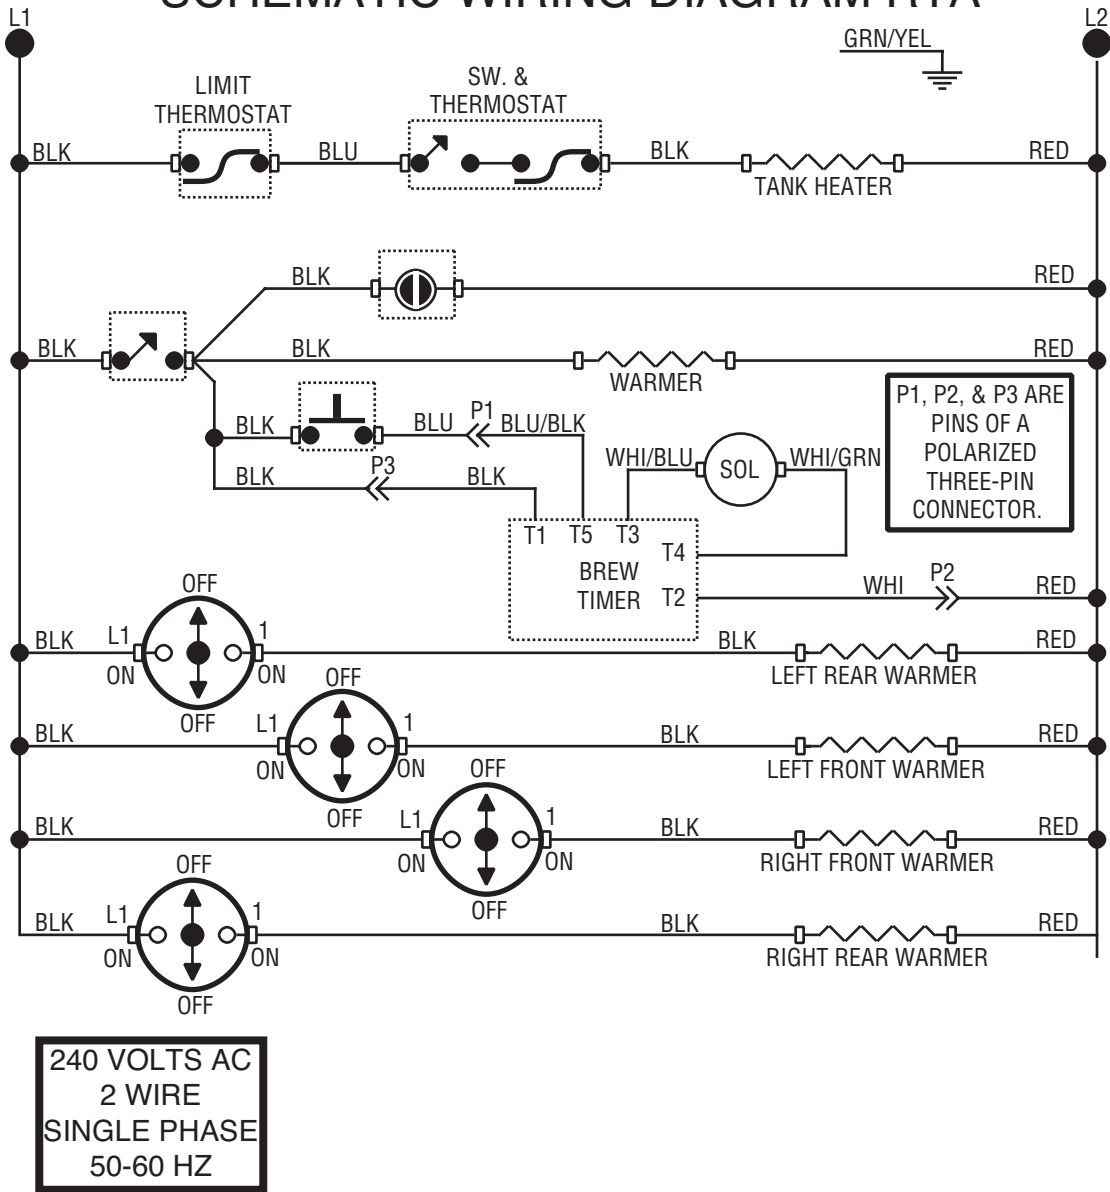 SCHEMATIC WIRING DIAGRAM RTA
L1
L2
GRN/YEL
LIMIT
THERMOSTAT
SW. &
THERMOSTAT
BLK
BLU
BLK
RED
TANK HEATER
BLK
RED
BLK
BLK
RED
WARMER
P1, P2, & P3 ARE
PINS OF A
POLARIZED
THREE-PIN
CONNECTOR.
BLK
BLU
P1
BLU/BLK
BLK
P3
BLK
WHI/BLU
SOL
WHI/GRN
T1
T5
T3
T4
BREW
TIMER
T2
WHI
P2
RED
OFF
BLK
L1
1
ON
ON
OFF
BLK
RED
LEFT REAR WARMER
OFF
BLK
L1
1
ON
ON
OFF
BLK
RED
LEFT FRONT WARMER
OFF
BLK
L1
1
ON
ON
OFF
BLK
RED
RIGHT FRONT WARMER
OFF
BLK
L1
1
ON
ON
OFF
BLK
RED
RIGHT REAR WARMER
240 VOLTS AC
2 WIRE
SINGLE PHASE
50-60 HZ